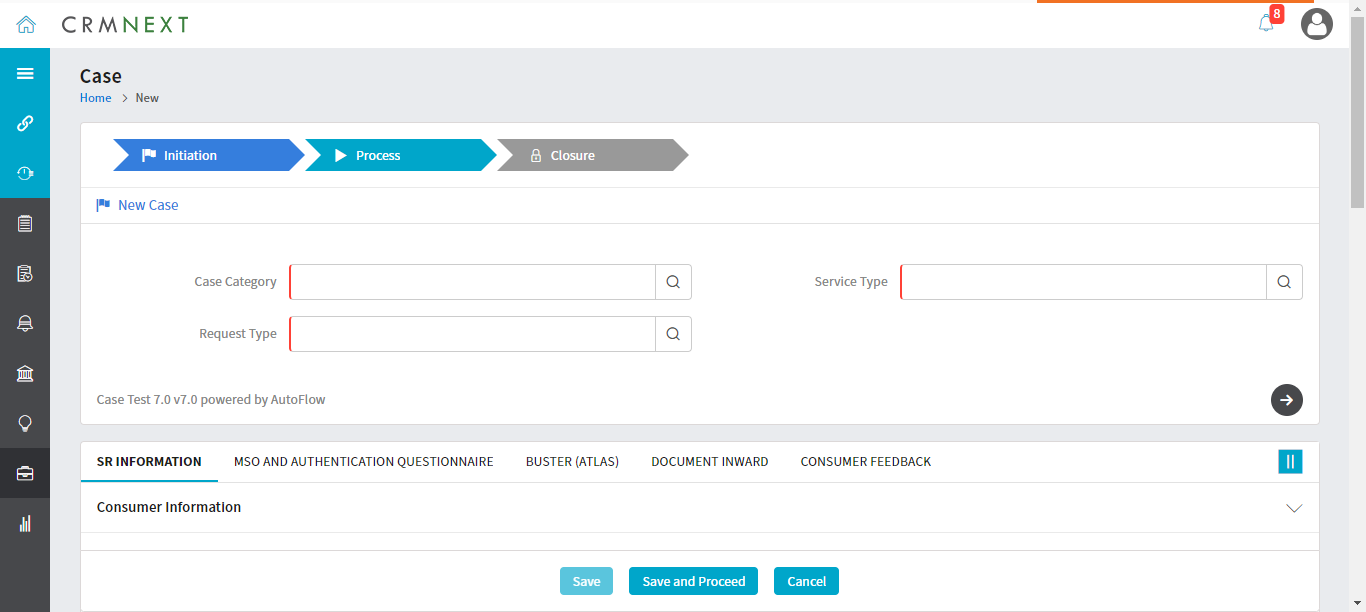 CRMNEXT
8
Case
Home > New
Initiation Process Closure
New Case
Case Category Service Type
Request Type
Case Test 7.0 v7.0 powered by AutoFlow
SR INFORMATION MSO AND AUTHENTICATION QUESTIONNAIRE BUSTER (ATLAS) DOCUMENT INWARD CONSUMER FEEDBACK
Consumer Information
Save Save and Proceed Cancel